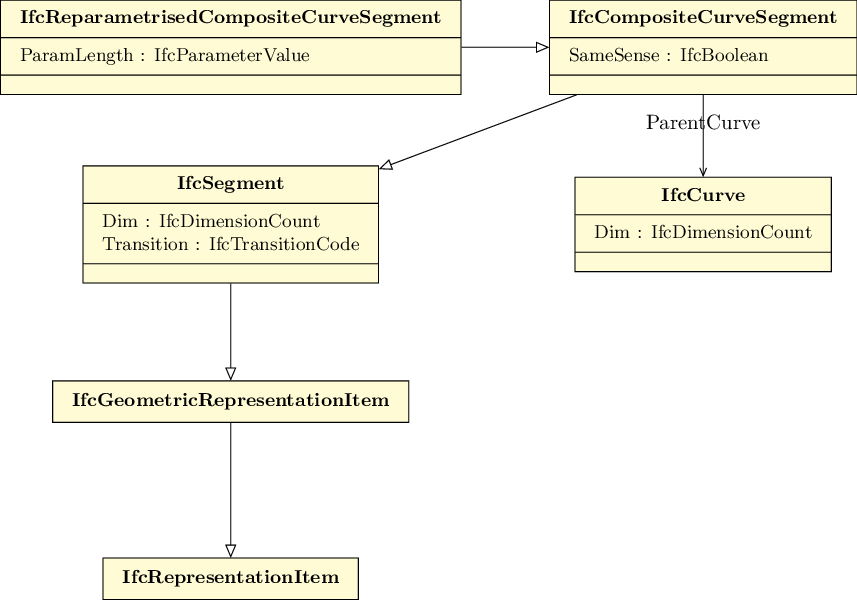 IfcReparametrisedCompositeCurveSegment
ParamLength : IfcParameterValue
IfcCompositeCurveSegment
SameSense : IfcBoolean
ParentCurve
IfcSegment
Dim : IfcDimensionCount
Transition : IfcTransitionCode
IfcCurve
Dim : IfcDimensionCount
IfcGeometricRepresentationItem
IfcRepresentationItem